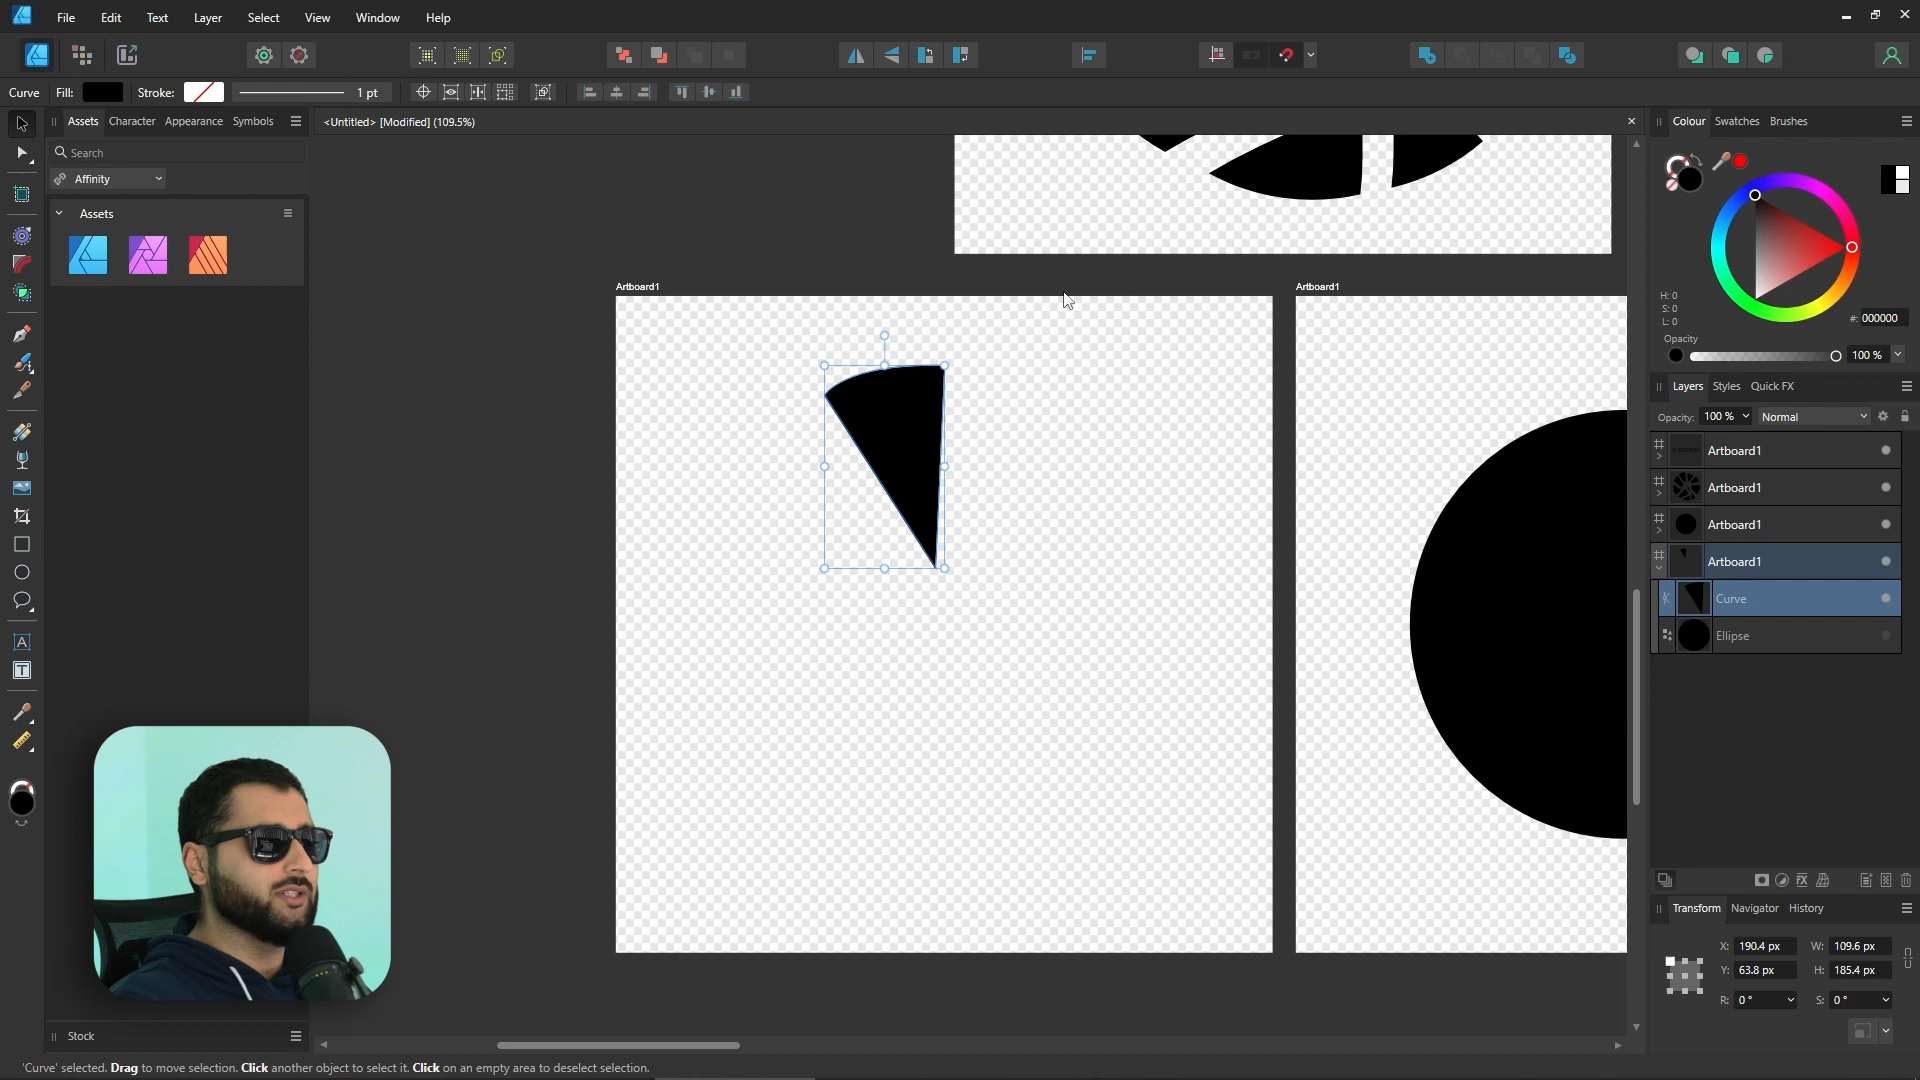 File Edit Text Layer Select View Window Help
Curve Fill: Stroke: 1 pt
Assets Character Appearance Symbols
<Untitled> [Modified] (109.5%)
Colour Swatches Brushes
Search
Affinity
Assets
H: 0
S: 0
L: 0
#: 000000
Opacity
100 %
Artboard1
Artboard1
Layers Styles Quick FX
Opacity: 100 % Normal
Artboard1
Artboard1
Artboard1
Artboard1
Curve
Ellipse
Transform Navigator History
X: 190.4 px W: 109.6 px
Y: 63.8 px H: 185.4 px
R: 0 ° S: 0 °
Stock
'Curve' selected. Drag to move selection. Click another object to select it. Click on an empty area to deselect selection.